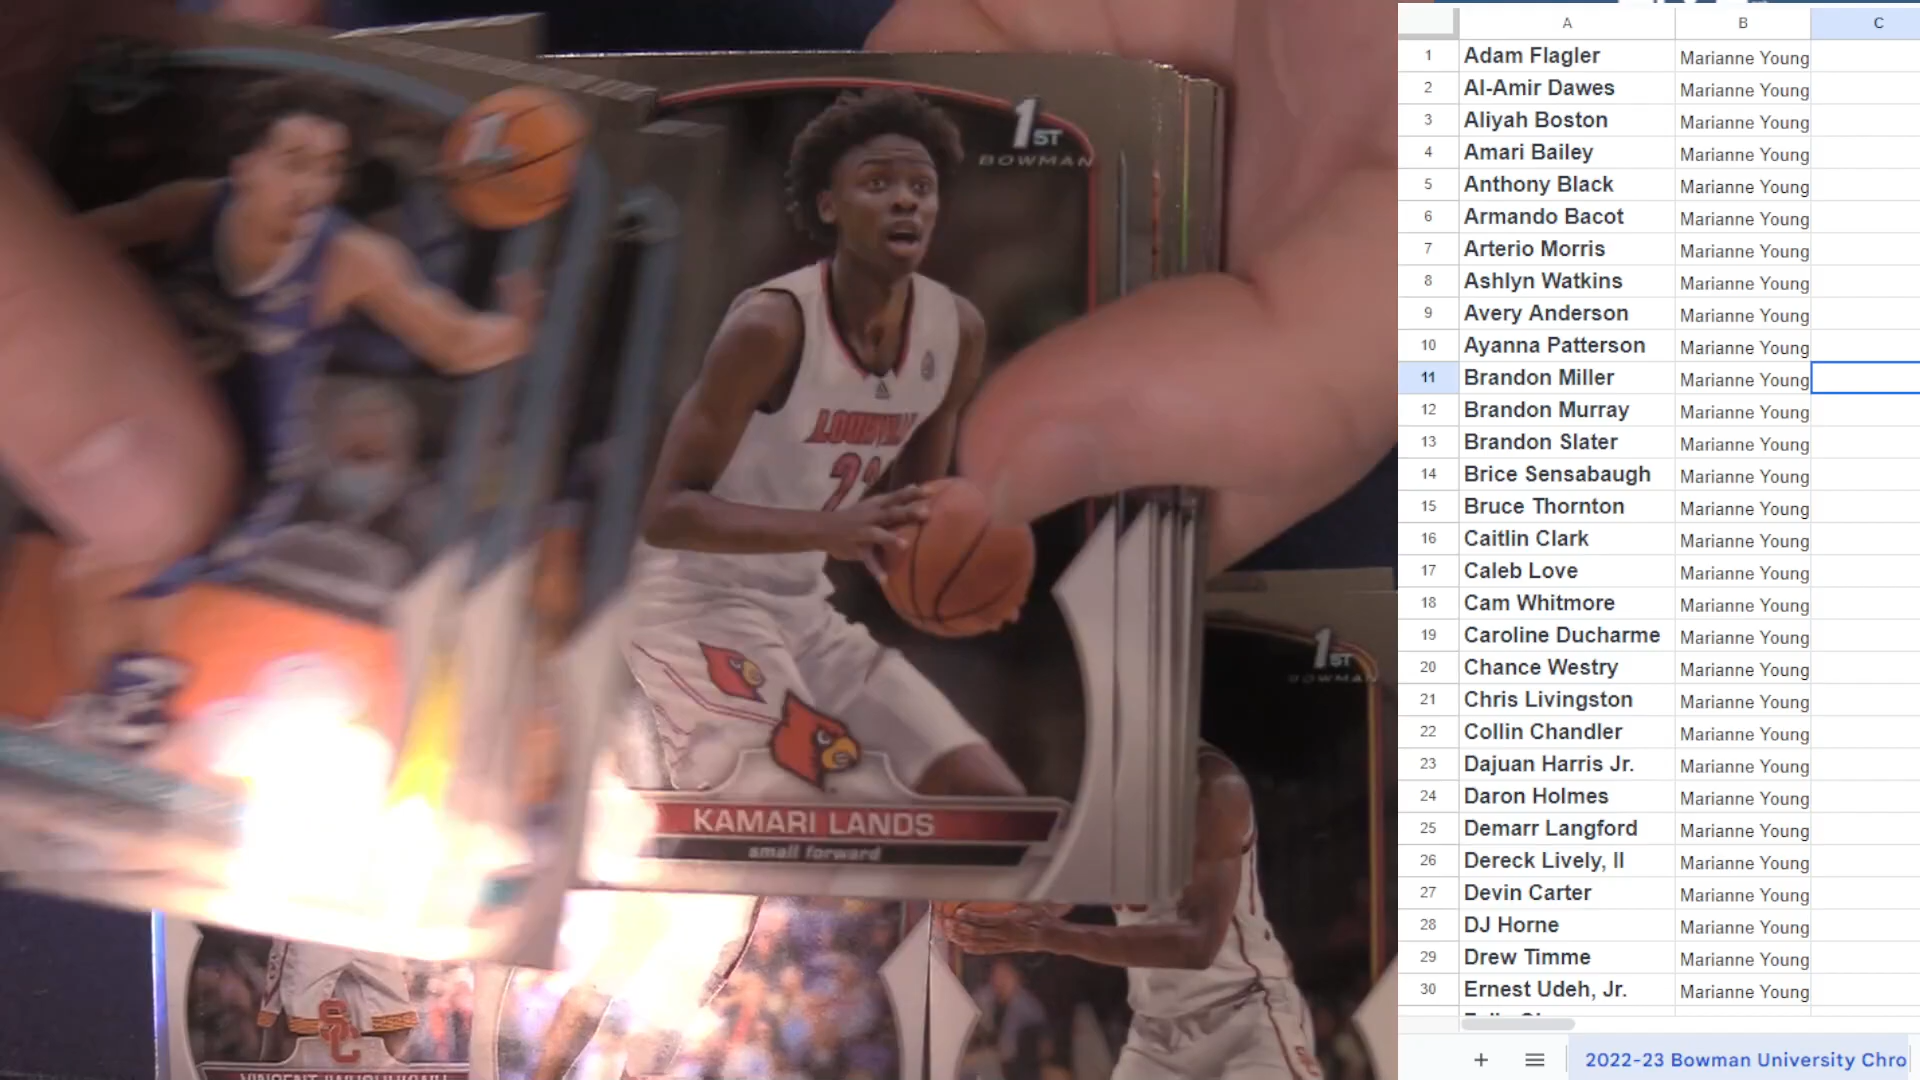 1ST
BOWMAN
LOUISVILLE
2
KAMARI LANDS
small forward
1ST
BOWMAN
SC
A B C
1 Adam Flagler Marianne Young
2 Al-Amir Dawes Marianne Young
3 Aliyah Boston Marianne Young
4 Amari Bailey Marianne Young
5 Anthony Black Marianne Young
6 Armando Bacot Marianne Young
7 Arterio Morris Marianne Young
8 Ashlyn Watkins Marianne Young
9 Avery Anderson Marianne Young
10 Ayanna Patterson Marianne Young
11 Brandon Miller Marianne Young
12 Brandon Murray Marianne Young
13 Brandon Slater Marianne Young
14 Brice Sensabaugh Marianne Young
15 Bruce Thornton Marianne Young
16 Caitlin Clark Marianne Young
17 Caleb Love Marianne Young
18 Cam Whitmore Marianne Young
19 Caroline Ducharme Marianne Young
20 Chance Westry Marianne Young
21 Chris Livingston Marianne Young
22 Collin Chandler Marianne Young
23 Dajuan Harris Jr. Marianne Young
24 Daron Holmes Marianne Young
25 Demarr Langford Marianne Young
26 Dereck Lively, II Marianne Young
27 Devin Carter Marianne Young
28 DJ Horne Marianne Young
29 Drew Timme Marianne Young
30 Ernest Udeh, Jr. Marianne Young
2022-23 Bowman University Chro